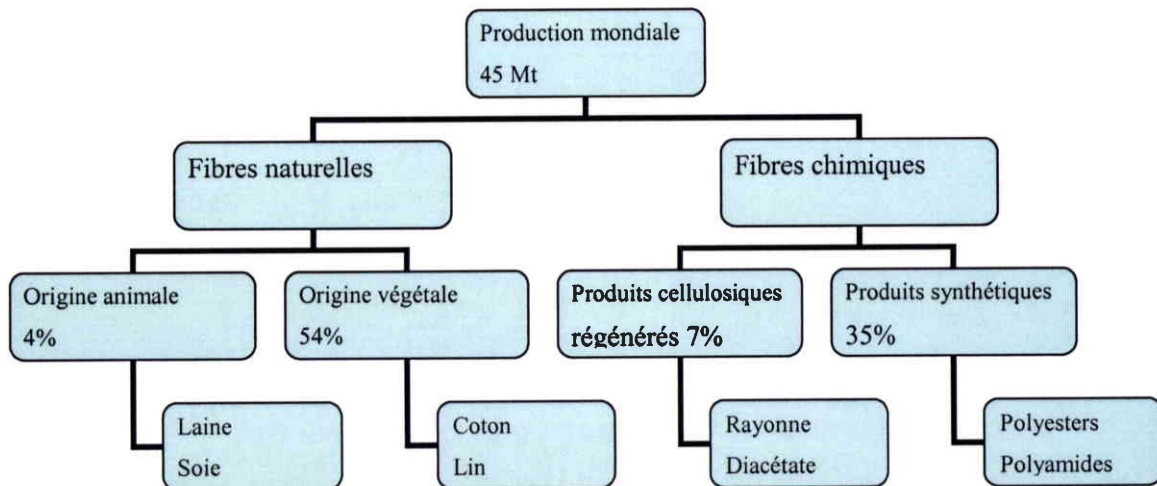 Production mondiale
45 Mt
Fibres naturelles
Fibres chimiques
Origine animale
4%
Origine végétale
54%
Produits cellulosiques
régénérés 7%
Produits synthétiques
35%
Laine
Soie
Coton
Lin
Rayonne
Diacétate
Polyesters
Polyamides